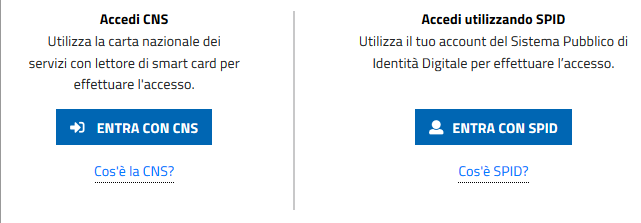 Accedi CNS
Utilizza la carta nazionale dei
servizi con lettore di smart card per
effettuare l'accesso.
ENTRA CON CNS
Cos'è la CNS?
Accedi utilizzando SPID
Utilizza il tuo account del Sistema Pubblico di
Identità Digitale per effettuare l’accesso.
ENTRA CON SPID
Cos'è SPID?